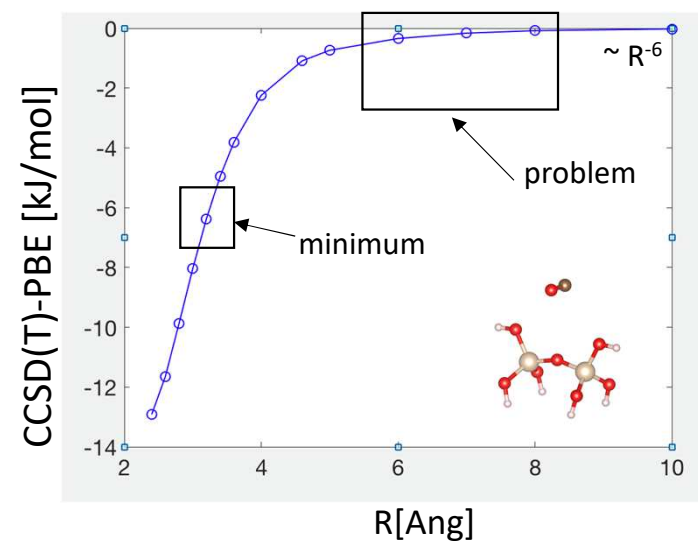 0
~ R-6
-2
-4
problem
-6
minimum
-8
-10
-12
-14
2
4
6
8
10
CCSD(T)-PBE [kJ/mol]
R[Ang]